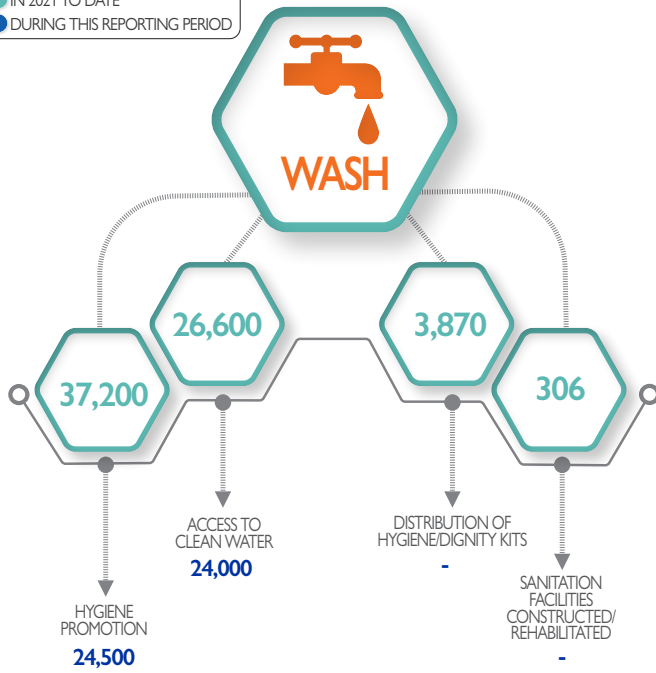 IN 2021 TO DATE
DURING THIS REPORTING PERIOD
WASH
26,600
3,870
37,200
306
ACCESS TO
CLEAN WATER
24,000
DISTRIBUTION OF
HYGIENE/DIGNITY KITS
-
HYGIENE
PROMOTION
24,500
SANITATION
FACILITIES
CONSTRUCTED/
REHABILITATED
-